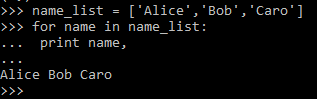 >>> name_list = ['Alice','Bob','Caro']
>>> for name in name_list:
...  print name,
...
Alice Bob Caro
>>>